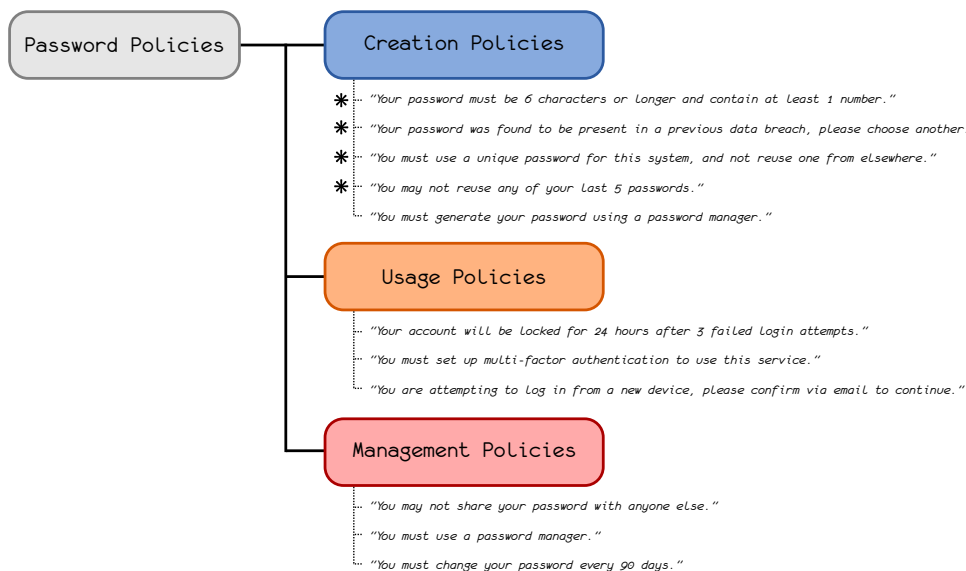 Password Policies
Creation Policies
* "Your password must be 6 characters or longer and contain at least 1 number."
* "Your password was found to be present in a previous data breach, please choose another.
* "You must use a unique password for this system, and not reuse one from elsewhere."
* "You may not reuse any of your last 5 passwords."
"You must generate your password using a password manager."
Usage Policies
"Your account will be locked for 24 hours after 3 failed login attempts."
"You must set up multi-factor authentication to use this service."
"You are attempting to log in from a new device, please confirm via email to continue."
Management Policies
"You may not share your password with anyone else."
"You must use a password manager."
"You must change your password every 90 days."